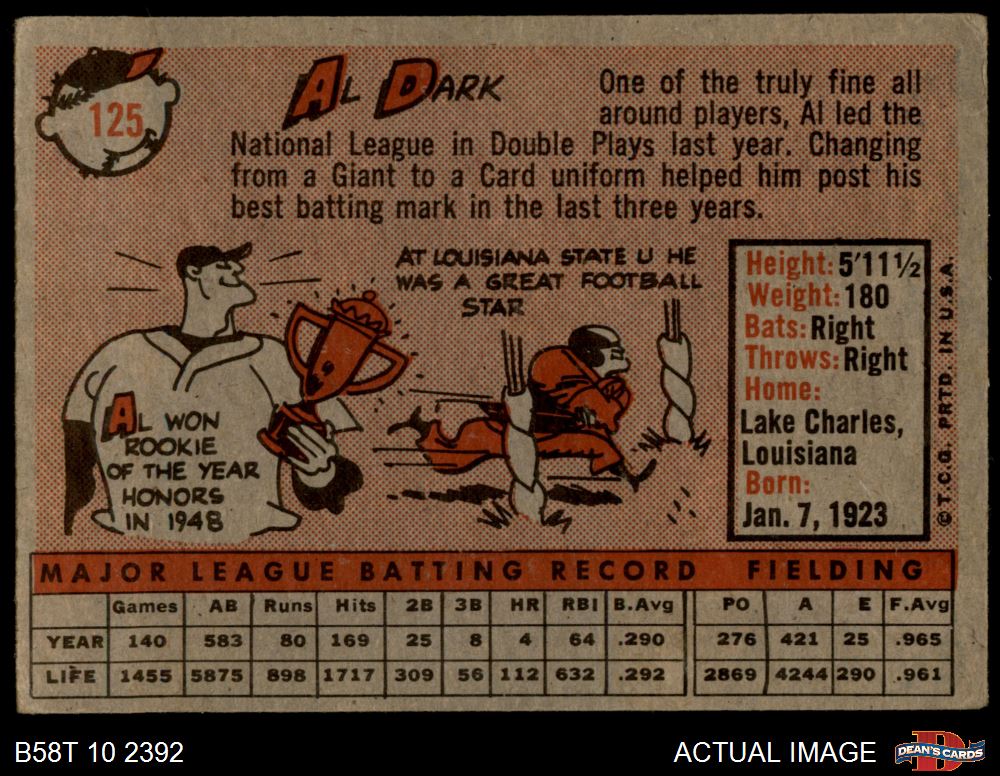 125
AL DARK
One of the truly fine all
around players, Al led the
National League in Double Plays last year. Changing
from a Giant to a Card uniform helped him post his
best batting mark in the last three years.
AT LOUISIANA STATE U HE
WAS A GREAT FOOTBALL
STAR
AL WON
ROOKIE
OF THE YEAR
HONORS
IN 1948
Height: 5'11½
Weight: 180
Bats: Right
Throws: Right
Home:
Lake Charles,
Louisiana
Born:
Jan. 7, 1923
© T.C.G. PRTD. IN U.S.A.
MAJOR LEAGUE BATTING RECORD FIELDING
Games AB Runs Hits 2B 3B HR RBI B.Avg PO A E F.Avg
YEAR 140 583 80 169 25 8 4 64 .290 276 421 25 .965
LIFE 1455 5875 898 1717 309 56 112 632 .292 2869 4244 290 .961
B58T 10 2392
ACTUAL IMAGE
D
DEAN'S CARDS